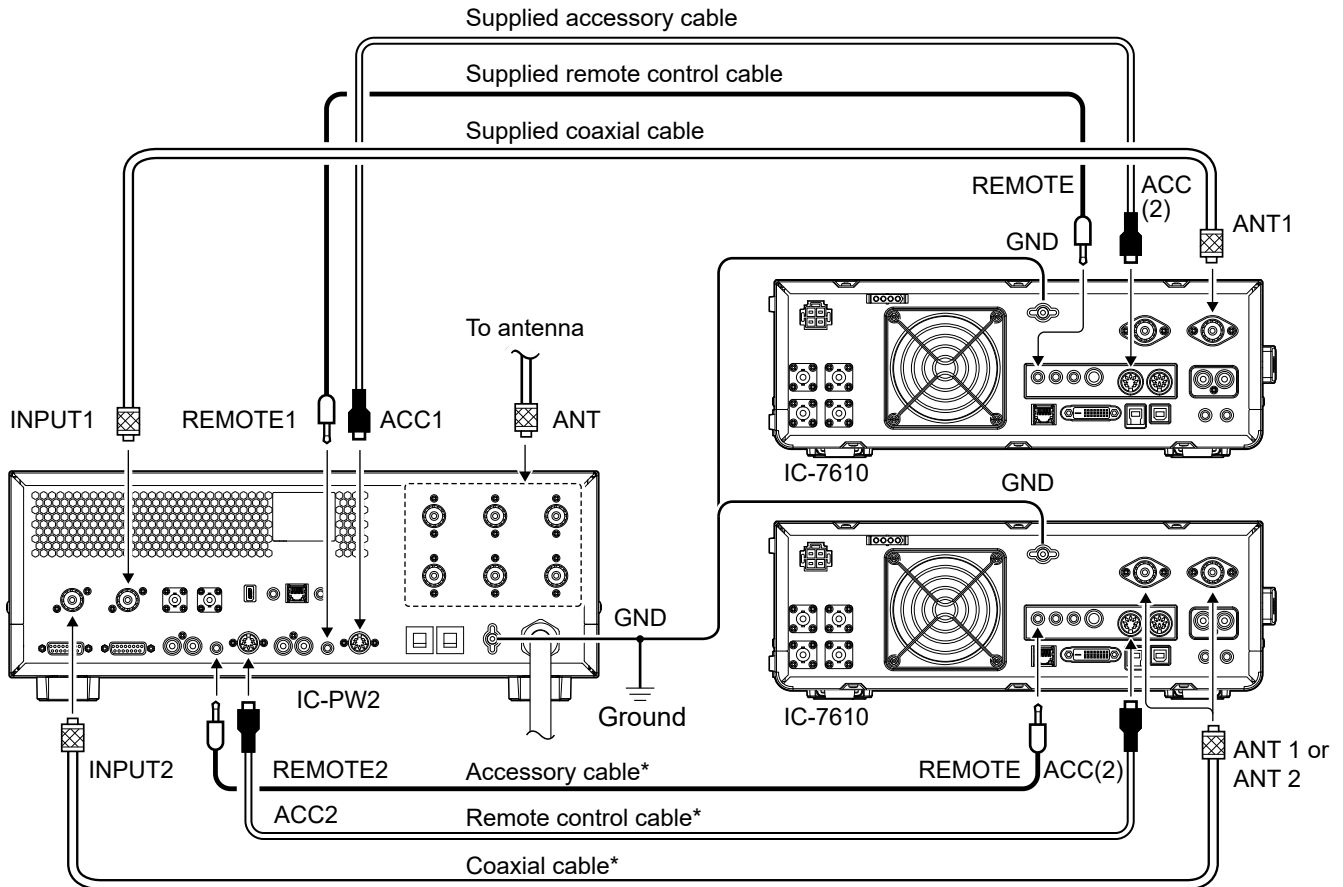 Supplied accessory cable
Supplied remote control cable
Supplied coaxial cable
REMOTE
ACC
(2)
ANT1
GND
To antenna
INPUT1
REMOTE1
ACC1
ANT
IC-7610
GND
GND
IC-PW2
Ground
IC-7610
INPUT2
REMOTE2
Accessory cable*
REMOTE
ACC(2)
ANT 1 or
ANT 2
ACC2
Remote control cable*
Coaxial cable*